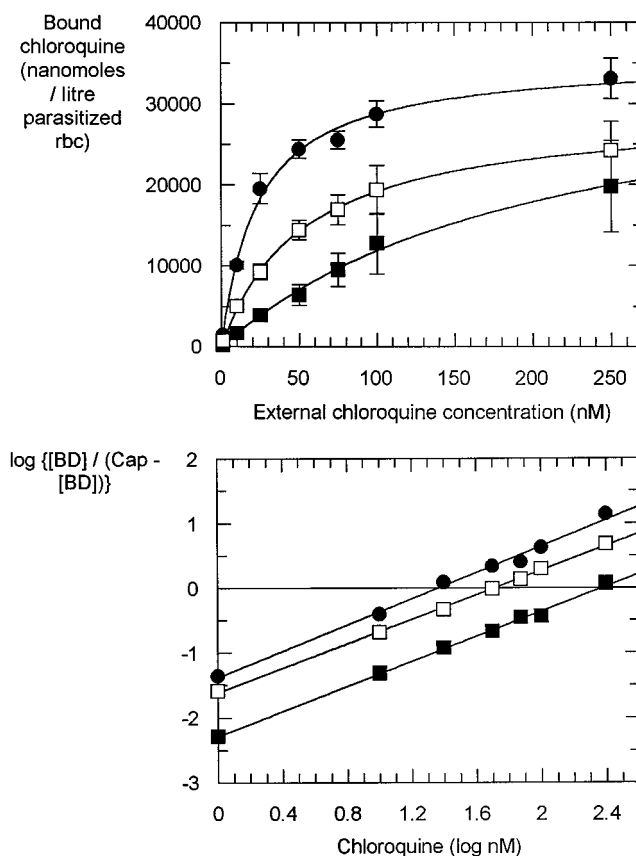 Bound
chloroquine
(nanomoles
/ litre
parasitized
rbc)
40000
30000
20000
10000
0
0 50 100 150 200 250
External chloroquine concentration (nM)
log {[BD] / (Cap -
[BD])}
2
1
0
-1
-2
-3
0 0.4 0.8 1.2 1.6 2 2.4
Chloroquine (log nM)